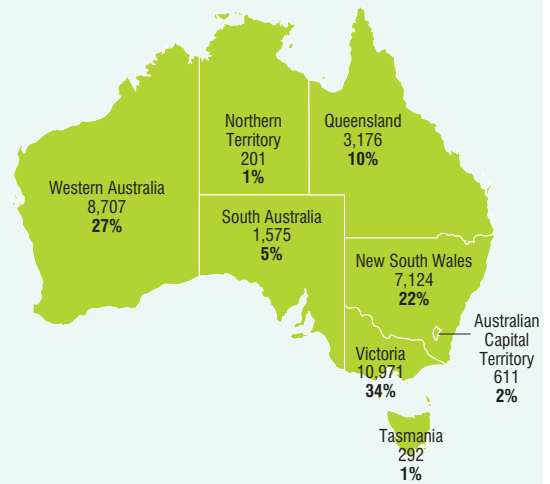 Northern
Territory
201
1%
Queensland
3,176
10%
Western Australia
8,707
27%
South Australia
1,575
5%
New South Wales
7,124
22%
Australian
Capital
Territory
611
2%
Victoria
10,971
34%
Tasmania
292
1%